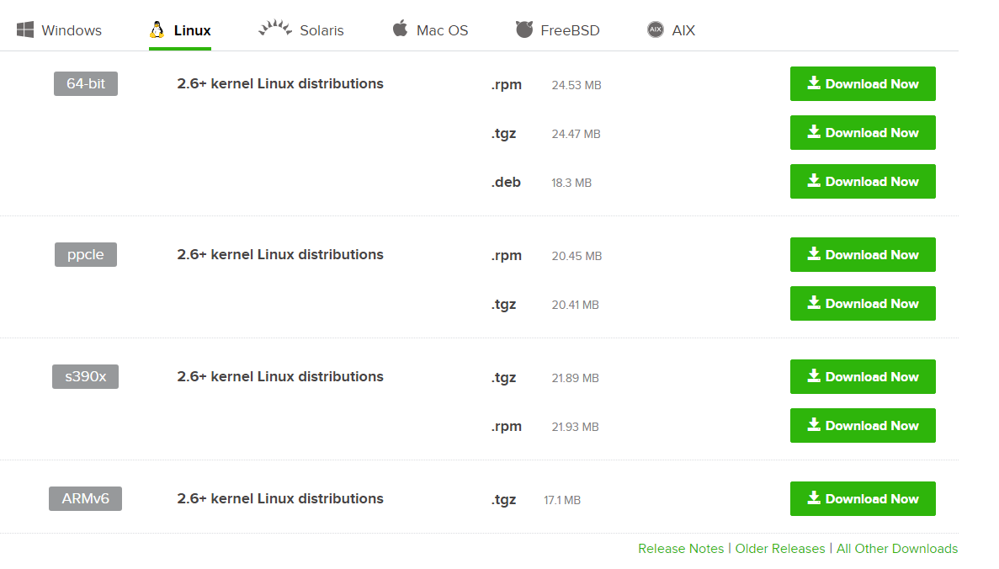 Windows Linux Solaris Mac OS FreeBSD AIX AIX
64-bit 2.6+ kernel Linux distributions .rpm 24.53 MB Download Now
.tgz 24.47 MB Download Now
.deb 18.3 MB Download Now
ppcle 2.6+ kernel Linux distributions .rpm 20.45 MB Download Now
.tgz 20.41 MB Download Now
s390x 2.6+ kernel Linux distributions .tgz 21.89 MB Download Now
.rpm 21.93 MB Download Now
ARMv6 2.6+ kernel Linux distributions .tgz 17.1 MB Download Now
Release Notes | Older Releases | All Other Downloads